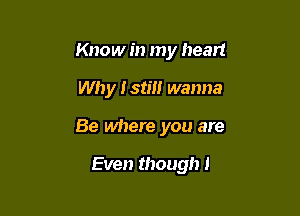 Know in my heart
Why I still wanna
Be where you are
Even though I